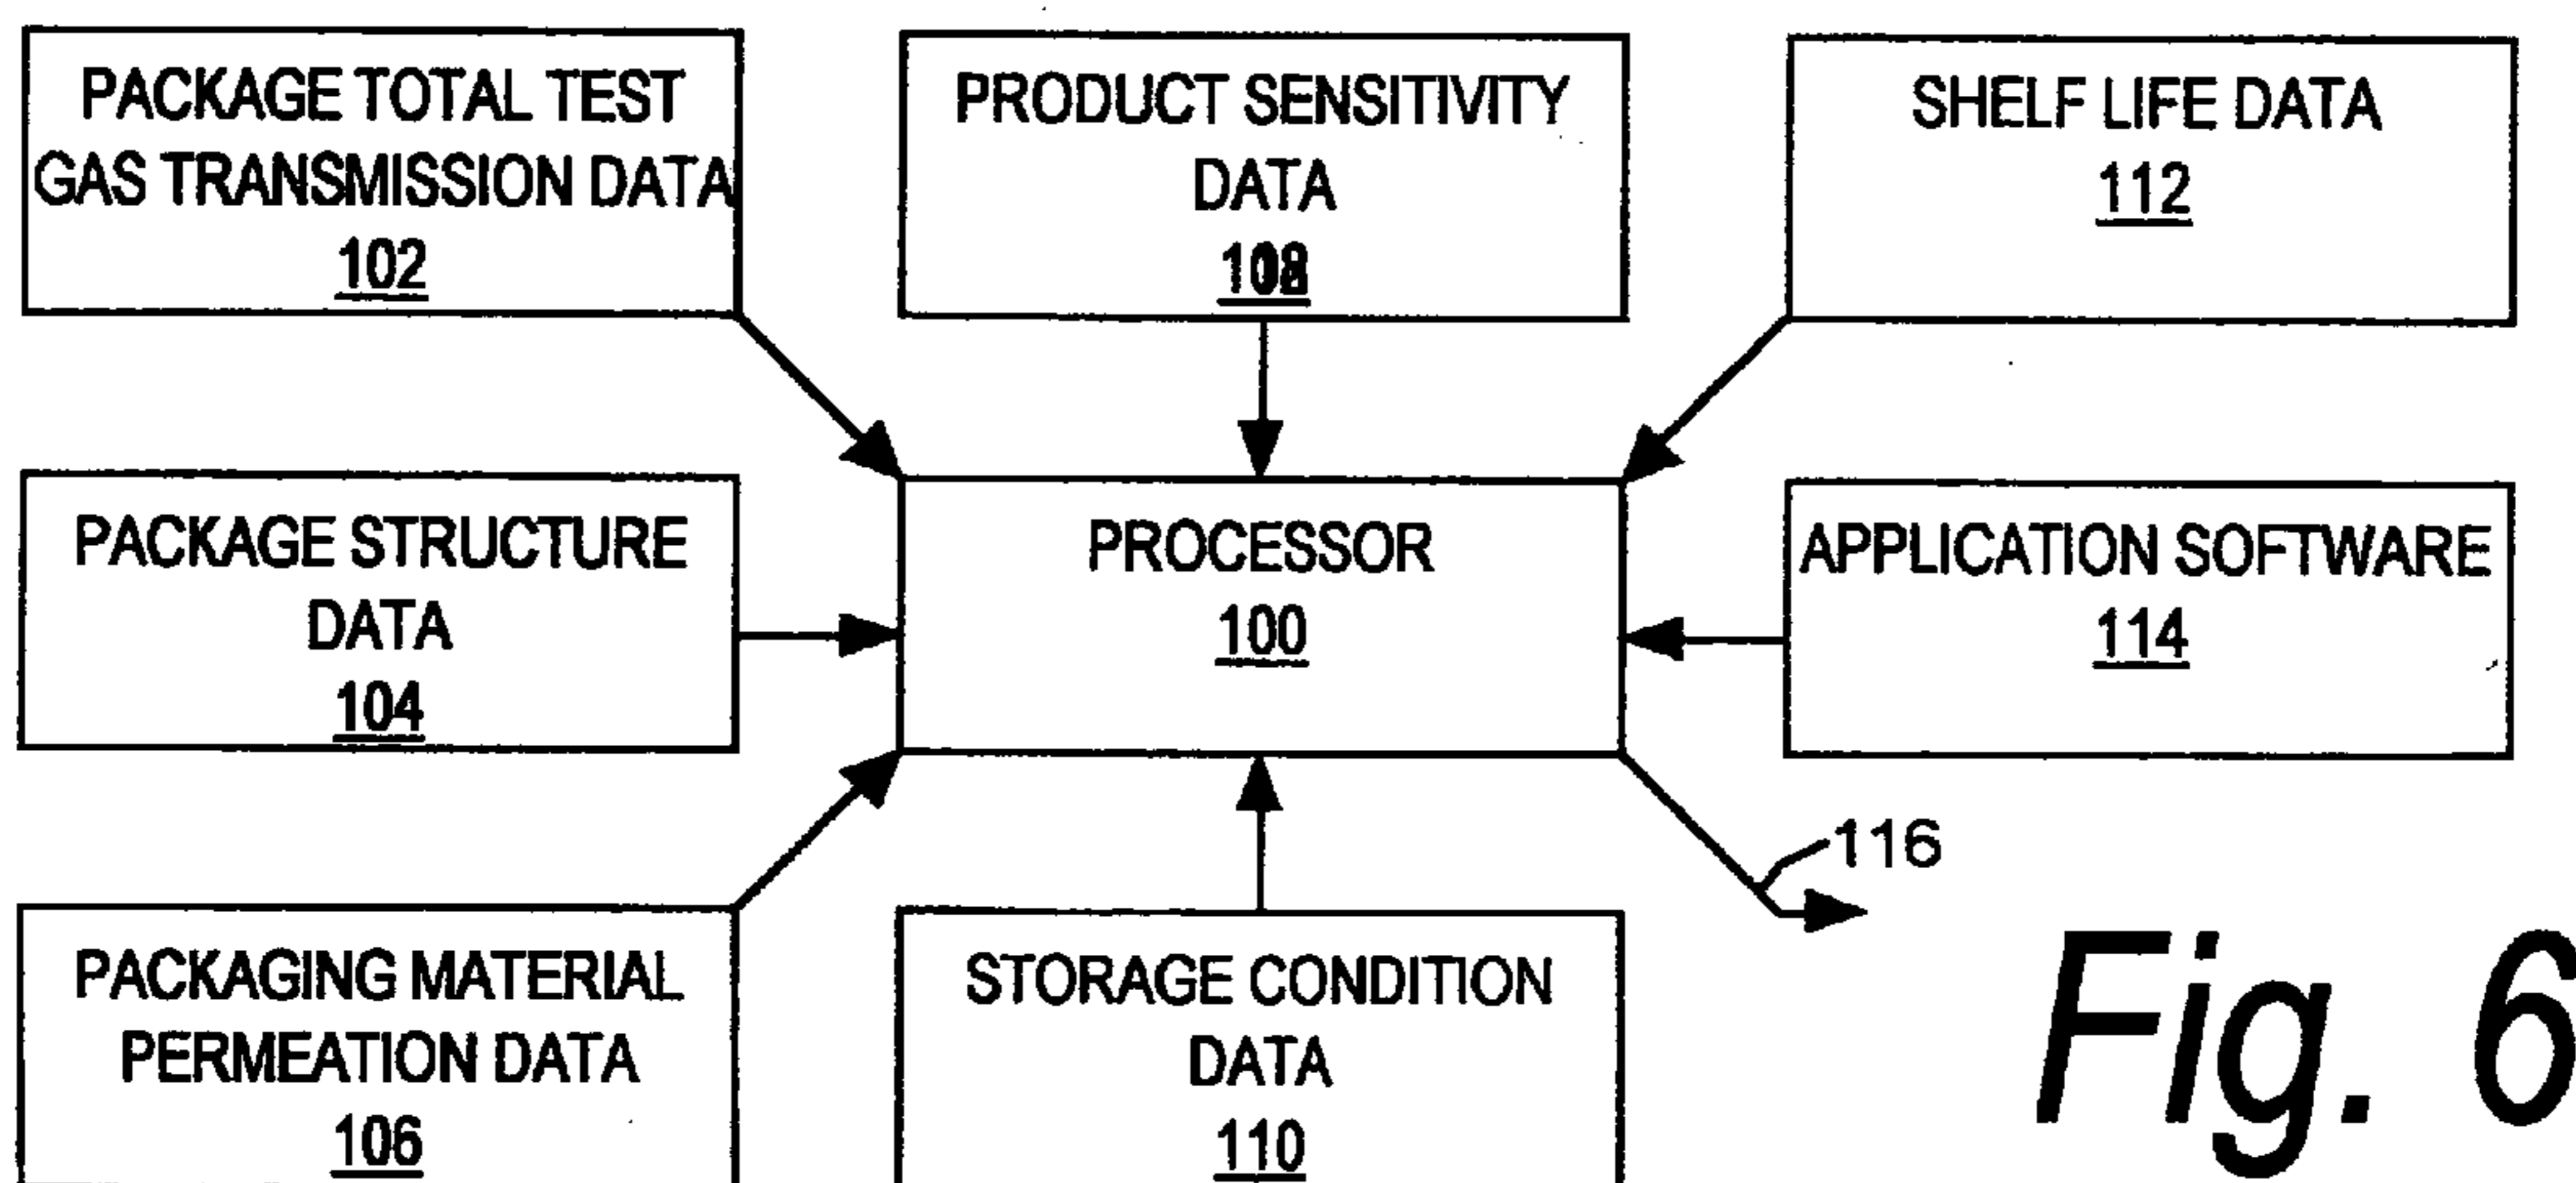 PACKAGE TOTAL TEST
GAS TRANSMISSION DATA
102
PRODUCT SENSITIVITY
DATA
108
SHELF LIFE DATA
112
PACKAGE STRUCTURE
DATA
104
PROCESSOR
100
APPLICATION SOFTWARE
114
PACKAGING MATERIAL
PERMEATION DATA
106
STORAGE CONDITION
DATA
110
116
Fig. 6